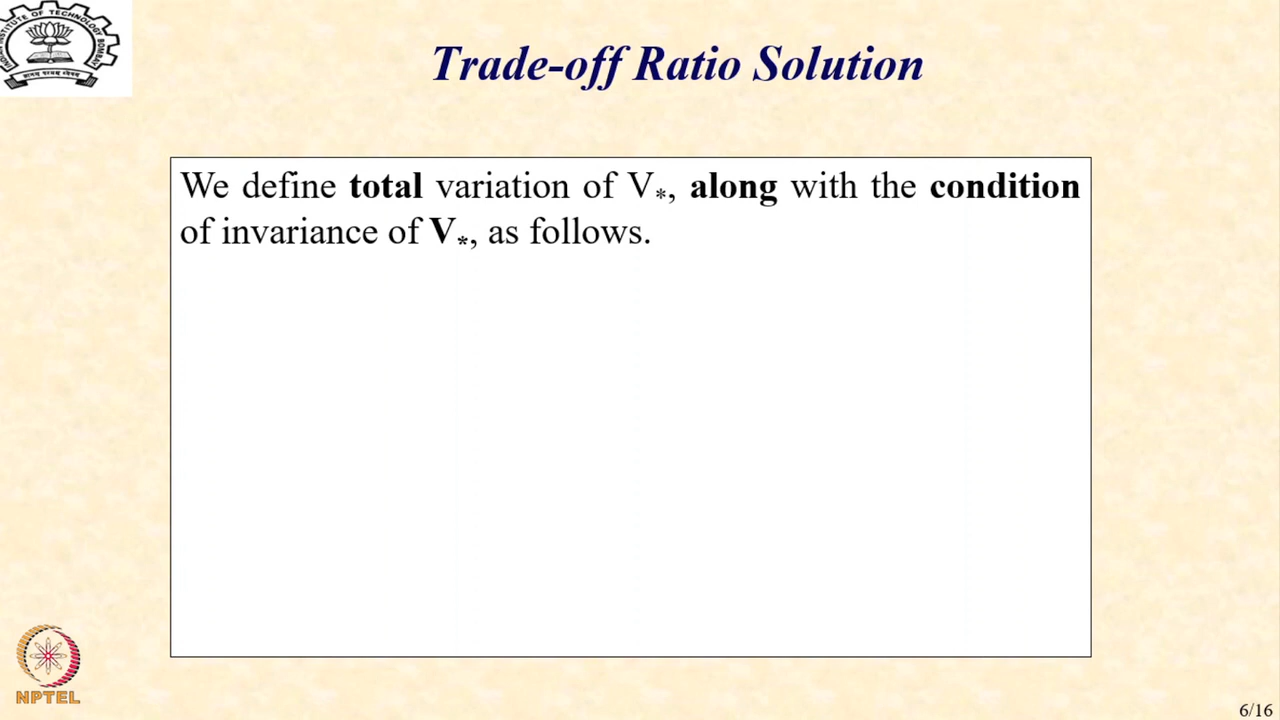 Trade-off Ratio Solution
We define total variation of V*, along with the condition
of invariance of V*, as follows.
NPTEL
6/16